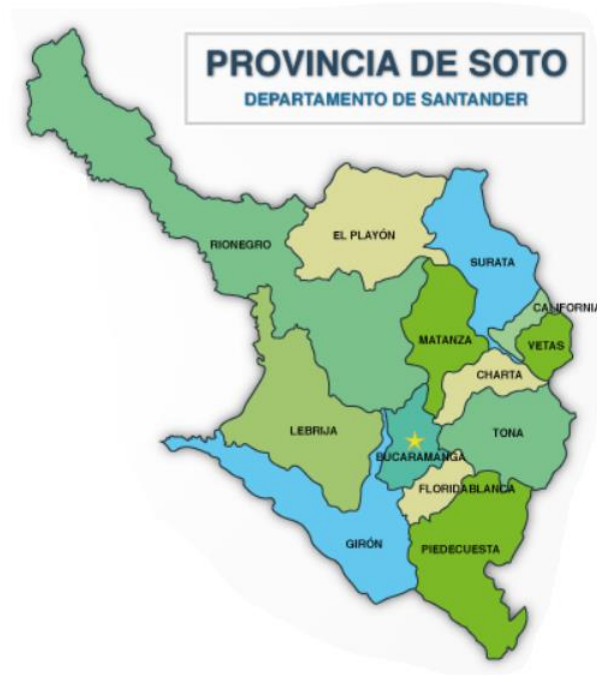 PROVINCIA DE SOTO
DEPARTAMENTO DE SANTANDER
RIONEGRO
EL PLAYÓN
SURATA
CALIFORNIA
MATANZA
VETAS
CHARTA
LEBRIJA
TONA
BUCARAMANGA
FLORIDABLANCA
GIRÓN
PIEDECUESTA